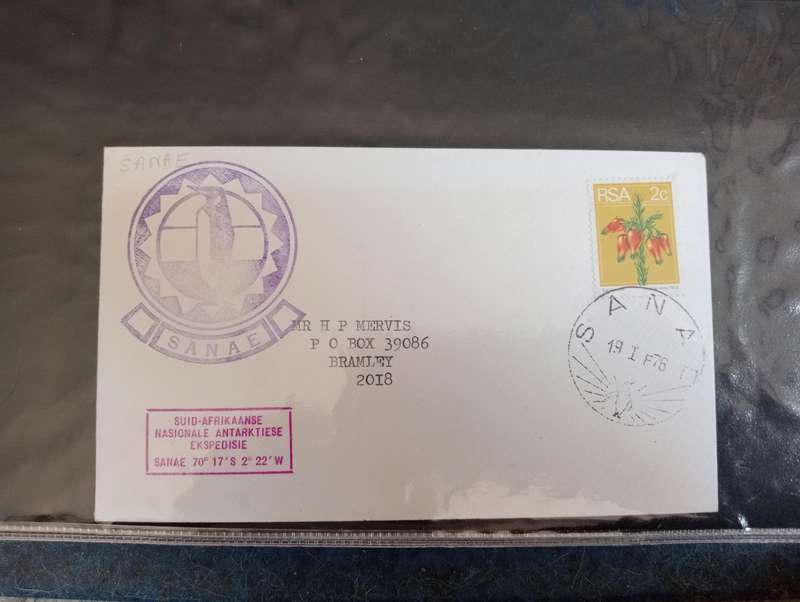 SANAE
SANAE
RSA 2c
SANAE
19 I 76
MR H P MERVIS
P O BOX 39086
BRAMLEY
2018
SUID-AFRIKAANSE
NASIONALE ANTARKTIESE
EKSPEDISIE
SANAE 70° 17' S 2° 22' W